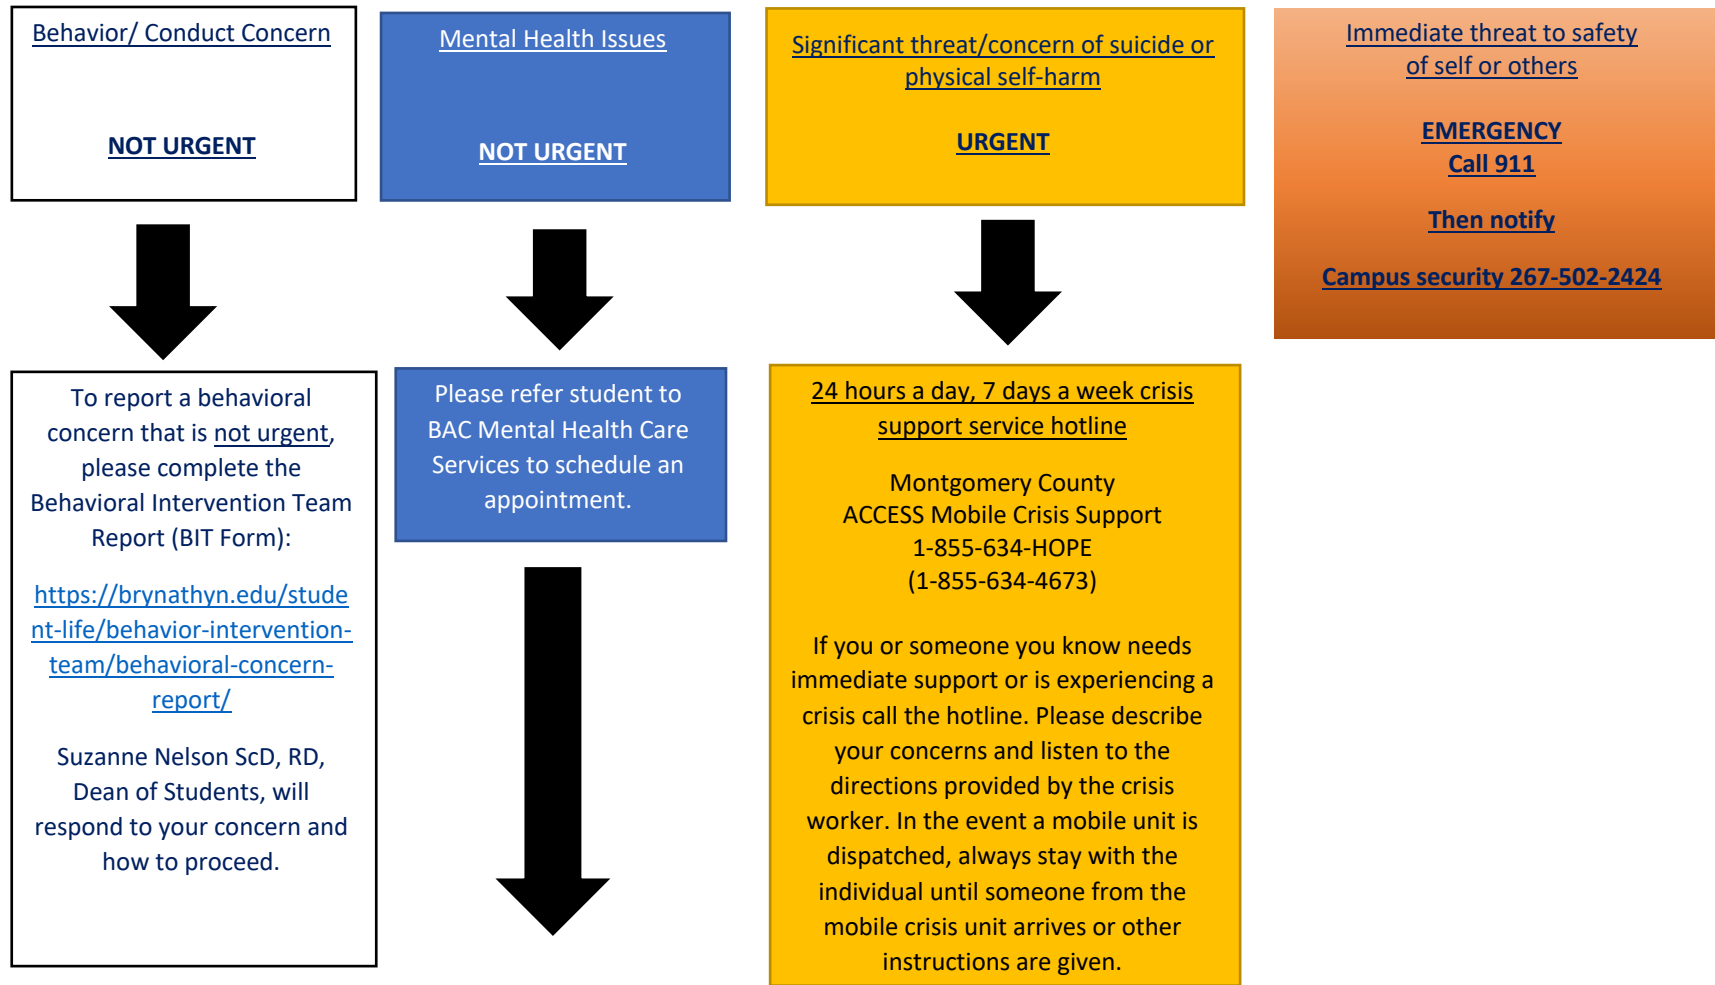 Behavior/ Conduct Concern
NOT URGENT
Mental Health Issues
NOT URGENT
Significant threat/concern of suicide or
physical self-harm
URGENT
Immediate threat to safety
of self or others
EMERGENCY
Call 911
Then notify
Campus security 267-502-2424
To report a behavioral
concern that is not urgent,
please complete the
Behavioral Intervention Team
Report (BIT Form):
https://brynathyn.edu/stude
nt-life/behavior-intervention-
team/behavioral-concern-
report/
Suzanne Nelson ScD, RD,
Dean of Students, will
respond to your concern and
how to proceed.
Please refer student to
BAC Mental Health Care
Services to schedule an
appointment.
24 hours a day, 7 days a week crisis
support service hotline
Montgomery County
ACCESS Mobile Crisis Support
1-855-634-HOPE
(1-855-634-4673)
If you or someone you know needs
immediate support or is experiencing a
crisis call the hotline. Please describe
your concerns and listen to the
directions provided by the crisis
worker. In the event a mobile unit is
dispatched, always stay with the
individual until someone from the
mobile crisis unit arrives or other
instructions are given.